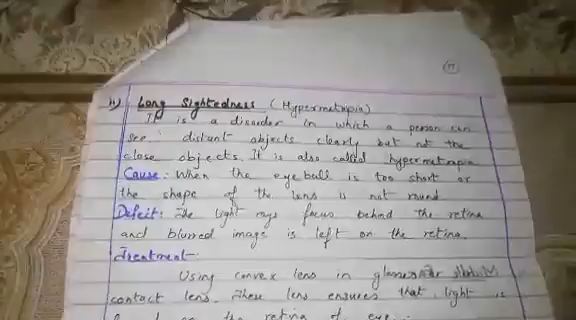 11
ii) Long Sightedness (Hypermetropia)
It is a disorder in which a person can
see distant objects clearly but not the
close objects. It is also called hypermetropia
Cause: When the eyeball is too short or
the shape of the lens is not round
Defeit: The light rays focus behind the retina
and blurred image is left on the retina.
Treatment:
Using convex lens in glasses or
contact lens. These lens ensures that light is
on the retina of eye